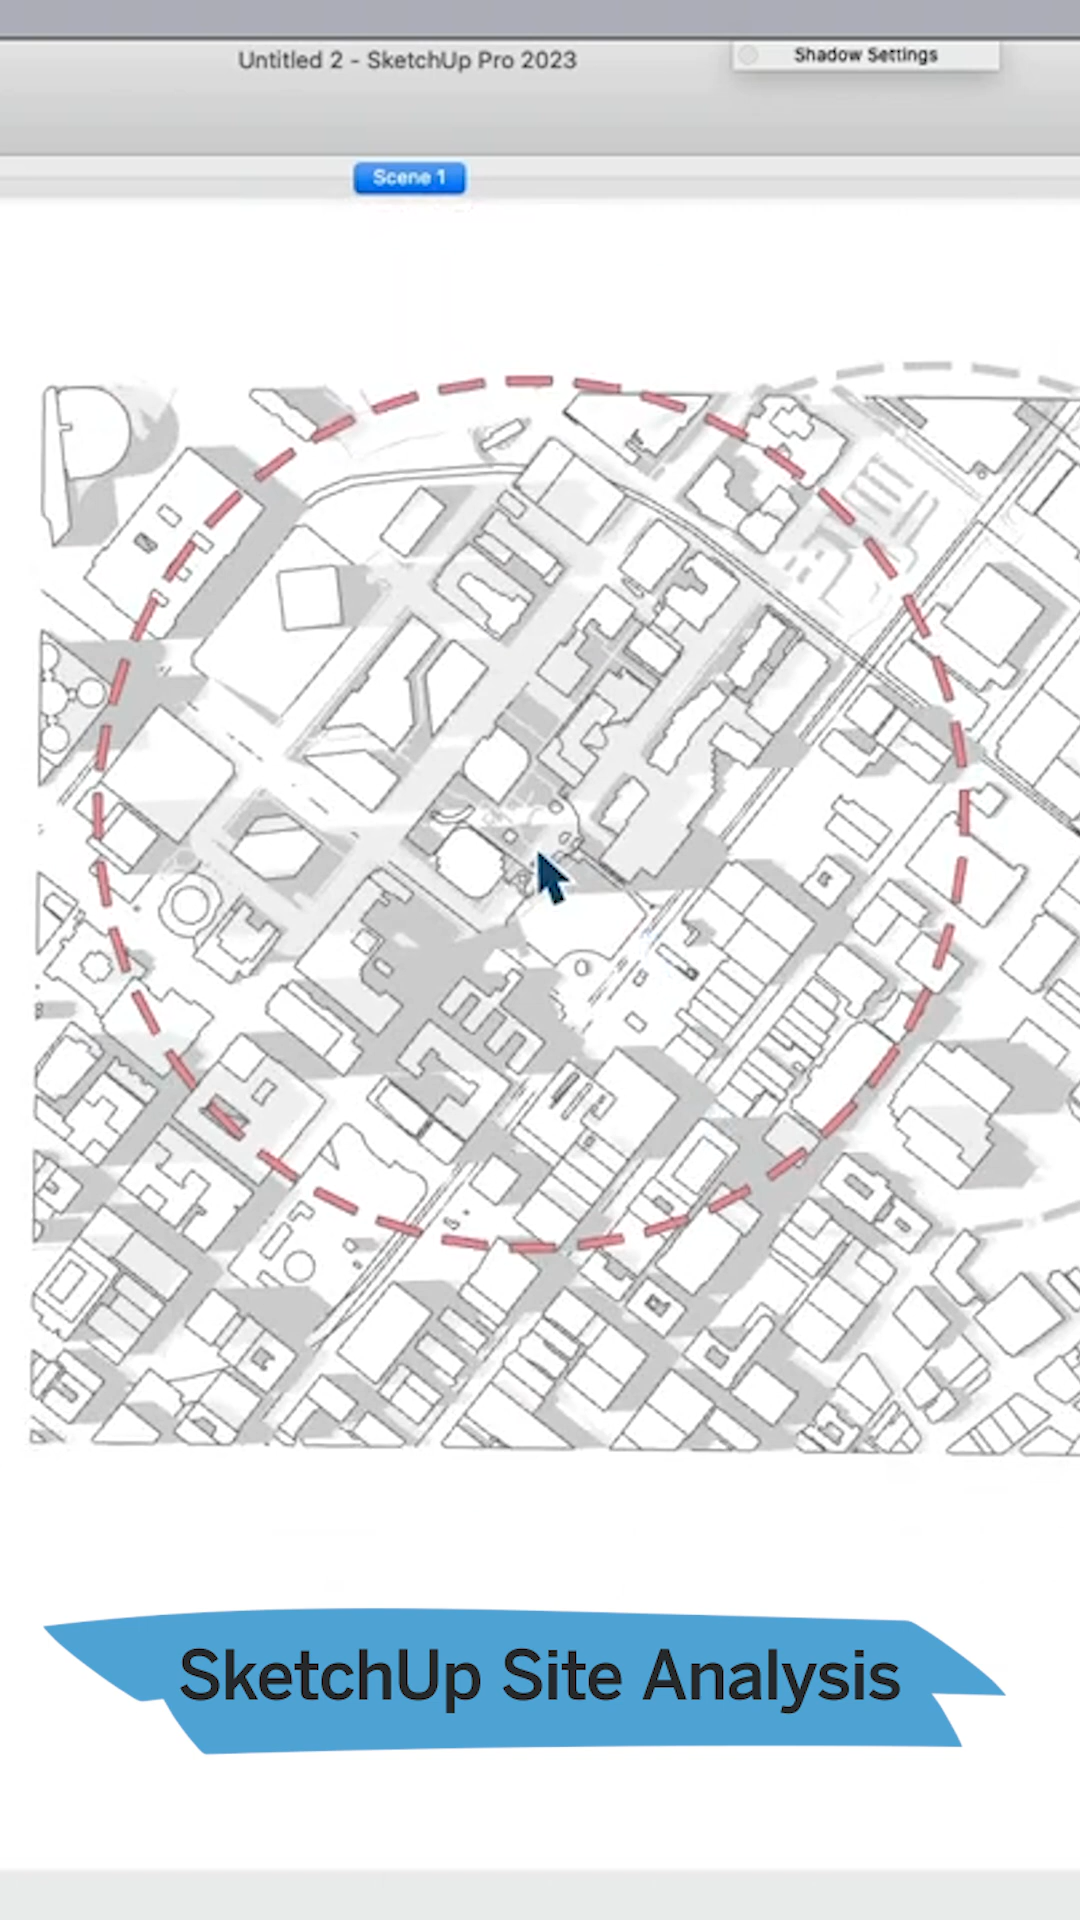 Untitled 2 - SketchUp Pro 2023
Shadow Settings
Scene 1
SketchUp Site Analysis